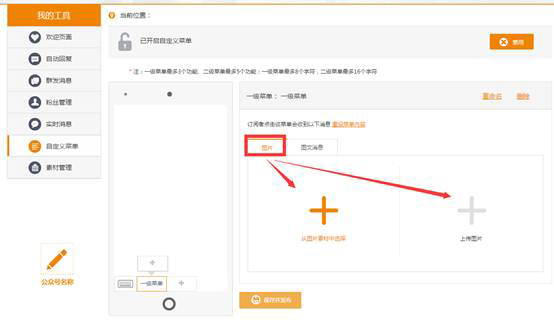 我的工具
欢迎页面
自动回复
群发消息
粉丝管理
实时消息
自定义菜单
素材管理
公众号名称
当前位置：
已开启自定义菜单
禁用
* 注：一级菜单最多3个功能，二级菜单最多5个功能；一级菜单最多8个字符，二级菜单最多16个字符
一级菜单：一级菜单
重命名 删除
订阅者点击该菜单会收到以下消息 重设菜单内容
图片 图文消息
从图片素材中选择
上传图片
一级菜单
保存并发布